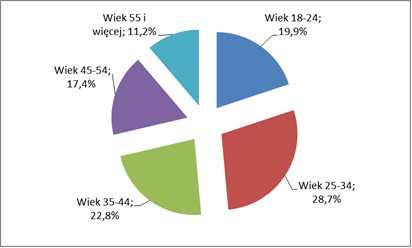 Wiek 55 i
więcej; 11,2%
Wiek 18-24;
19,9%
Wiek 45-54;
17,4%
Wiek 25-34;
28,7%
Wiek 35-44;
22,8%